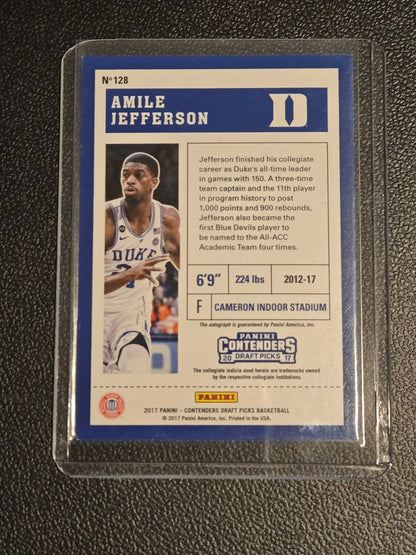 Nº 128
AMILE
JEFFERSON
D
Jefferson finished his collegiate
career as Duke's all-time leader
in games with 150. A three-time
team captain and the 11th player
in program history to post
1,000 points and 900 rebounds,
Jefferson also became the
first Blue Devils player to
be named to the All-ACC
Academic Team four times.
DUKE
6'9" 224 lbs 2012-17
F CAMERON INDOOR STADIUM
The autograph is guaranteed by Panini America, Inc.
PANINI
CONTENDERS
20 DRAFT PICKS 17
The collegiate indicia used herein are trademarks owned
by the respective collegiate institutions.
PANINI
2017 PANINI – CONTENDERS DRAFT PICKS BASKETBALL
© 2017 Panini America, Inc. Printed in the USA.